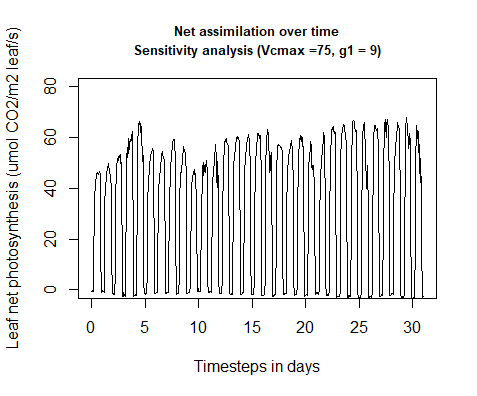 Net assimilation over time
Sensitivity analysis (Vcmax =75, g1 = 9)
Leaf net photosynthesis (umol CO2/m2 leaf/s)
80
60
40
20
0
0 5 10 15 20 25 30
Timesteps in days